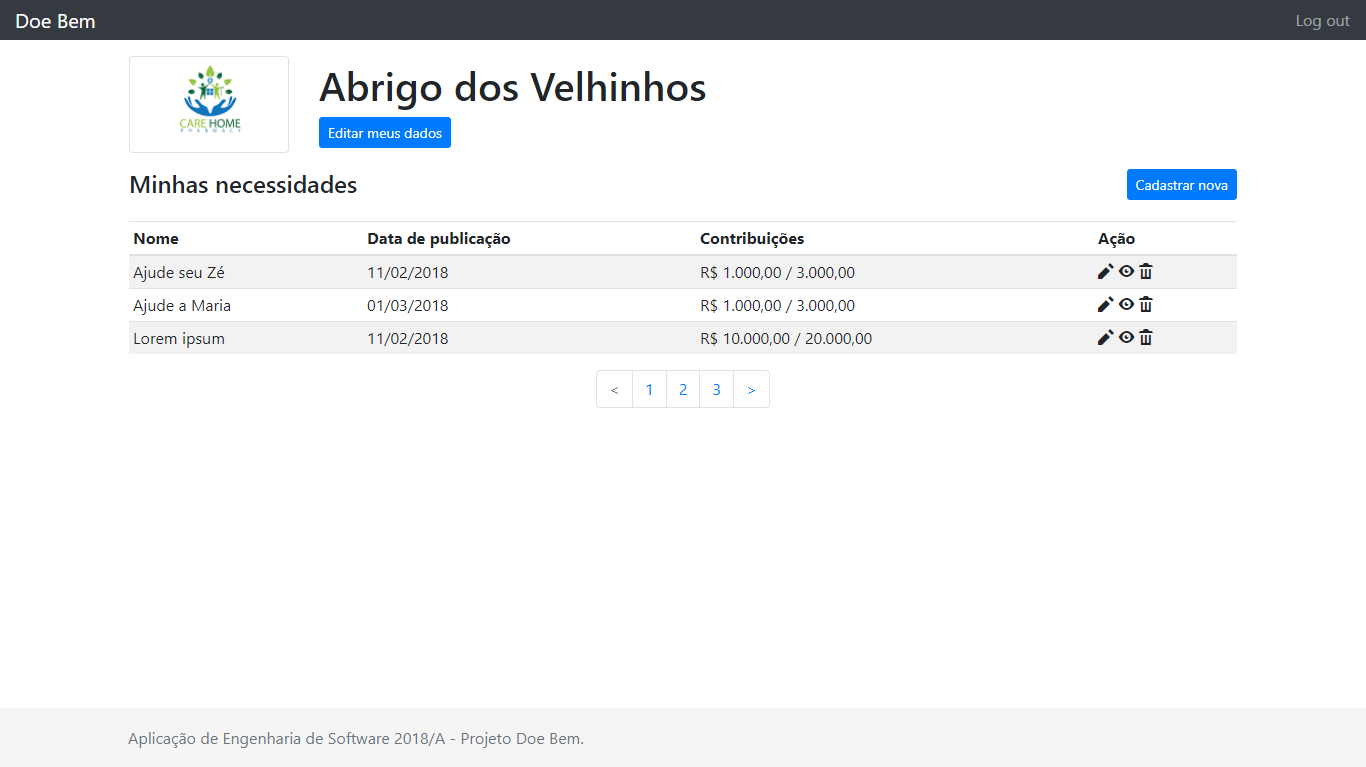 Doe Bem Log out
CARE HOME
PHARMACY
Abrigo dos Velhinhos
Editar meus dados
Minhas necessidades Cadastrar nova
Nome Data de publicação Contribuições Ação
Ajude seu Zé 11/02/2018 R$ 1.000,00 / 3.000,00
Ajude a Maria 01/03/2018 R$ 1.000,00 / 3.000,00
Lorem ipsum 11/02/2018 R$ 10.000,00 / 20.000,00
< 1 2 3 >
Aplicação de Engenharia de Software 2018/A - Projeto Doe Bem.